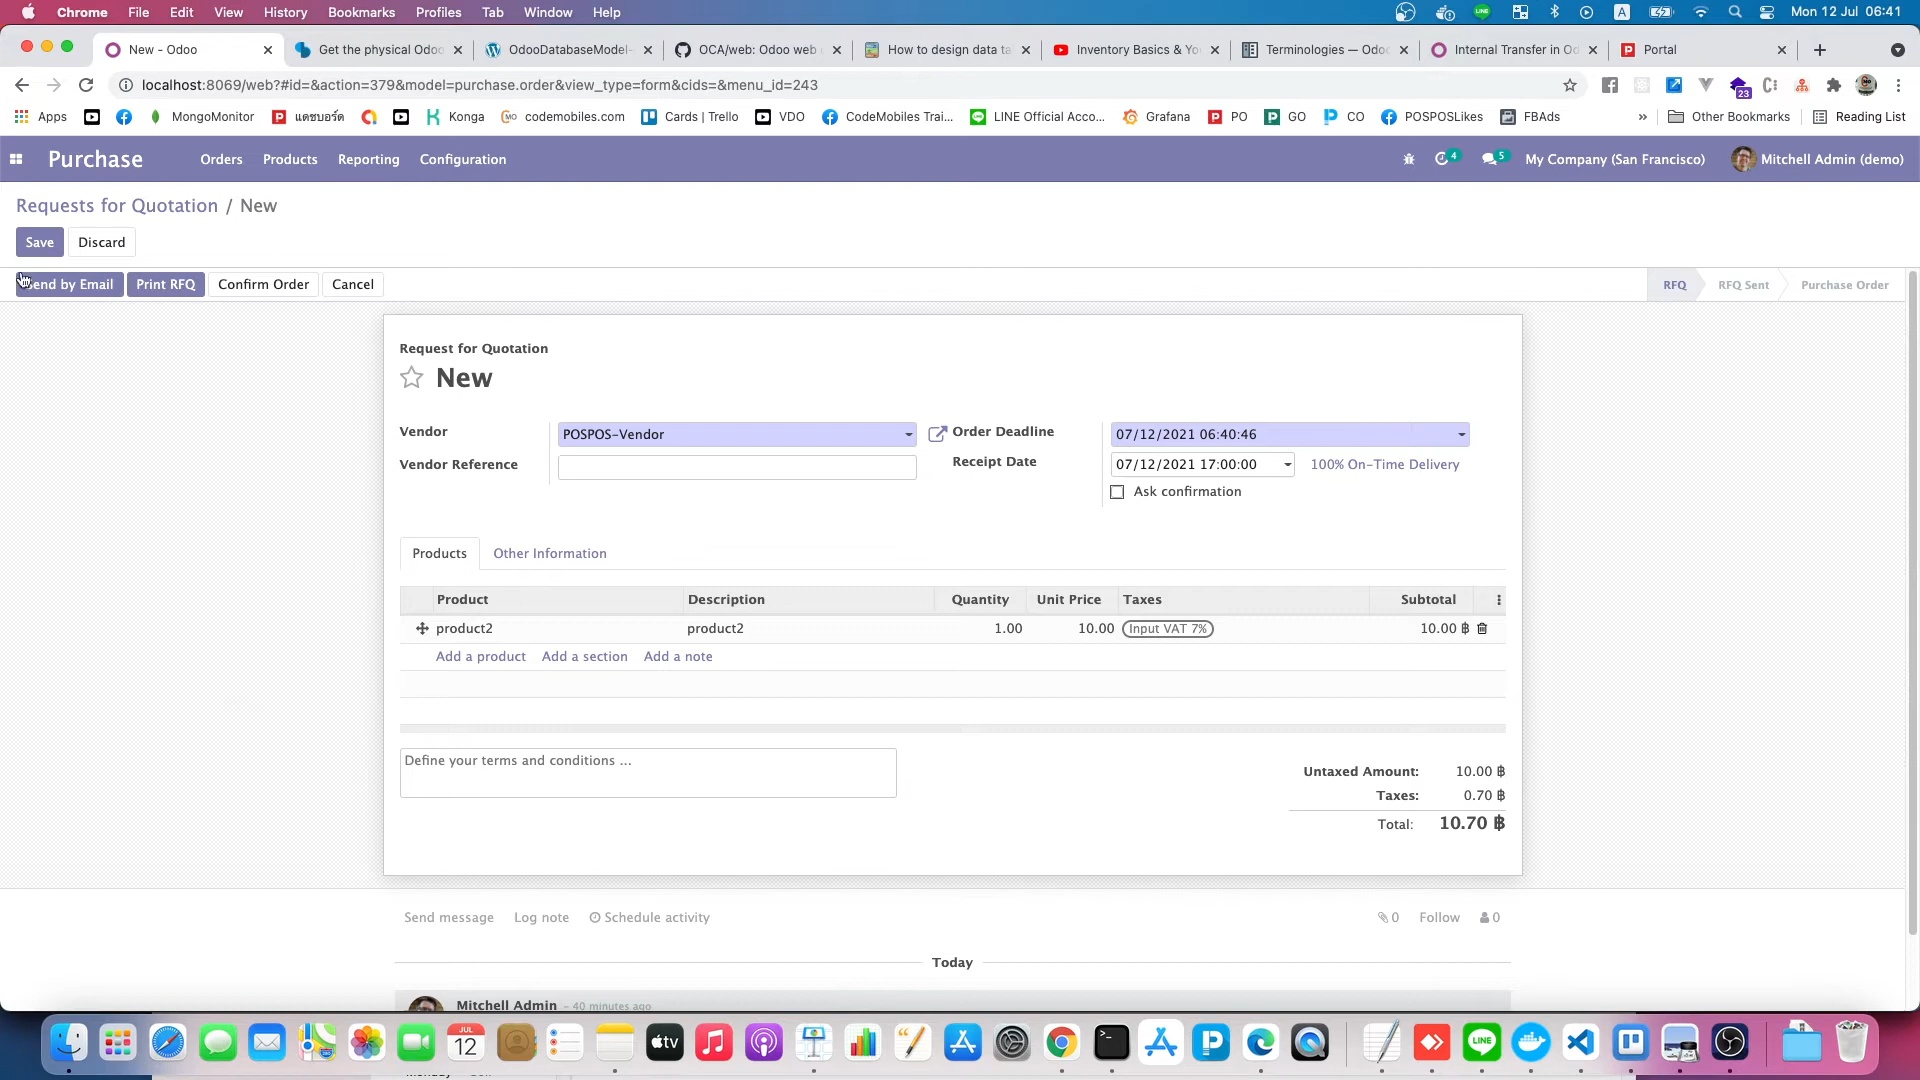 Chrome File Edit View History Bookmarks Profiles Tab Window Help
A Mon 12 Jul 06:41
New - Odoo
Get the physical Odoo
OdooDatabaseModel-
OCA/web: Odoo web
How to design data ta
Inventory Basics & Yo
Terminologies — Odoo
Internal Transfer in O
Portal
localhost:8069/web?#id=&action=379&model=purchase.order&view_type=form&cids=&menu_id=243
23
Apps MongoMonitor แดชบอร์ด Konga codemobiles.com Cards | Trello VDO CodeMobiles Trai... LINE Official Acco... Grafana PO GO CO POSPOSLikes FBAds » Other Bookmarks Reading List
Purchase Orders Products Reporting Configuration 4 5 My Company (San Francisco) Mitchell Admin (demo)
Requests for Quotation / New
Save Discard
Send by Email Print RFQ Confirm Order Cancel RFQ RFQ Sent Purchase Order
Request for Quotation
New
Vendor POSPOS-Vendor Order Deadline 07/12/2021 06:40:46
Vendor Reference Receipt Date 07/12/2021 17:00:00 100% On-Time Delivery
Ask confirmation
Products Other Information
Product Description Quantity Unit Price Taxes Subtotal
product2 product2 1.00 10.00 Input VAT 7% 10.00 ฿
Add a product Add a section Add a note
Define your terms and conditions ...
Untaxed Amount: 10.00 ฿
Taxes: 0.70 ฿
Total: 10.70 ฿
Send message Log note Schedule activity 0 Follow 0
Today
Mitchell Admin - 40 minutes ago
JUL
12
tv
LINE